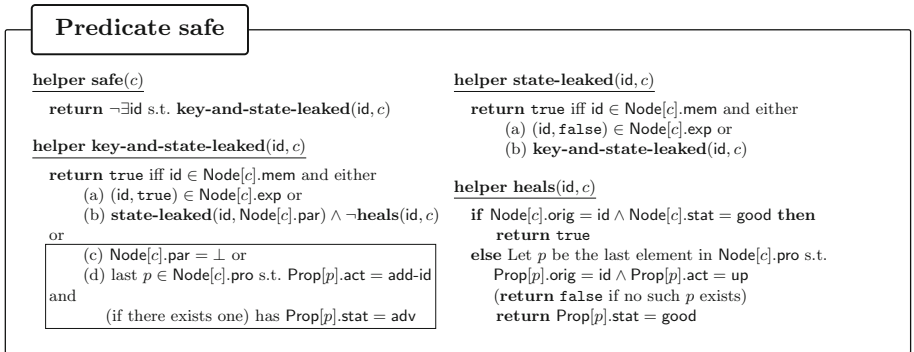 Predicate safe
helper safe(c)
return ¬∃id s.t. key-and-state-leaked(id, c)
helper key-and-state-leaked(id, c)
return true iff id ∈ Node[c].mem and either
(a) (id, true) ∈ Node[c].exp or
(b) state-leaked(id, Node[c].par) ∧ ¬heals(id, c)
or
(c) Node[c].par = ⊥ or
(d) last p ∈ Node[c].pro s.t. Prop[p].act = add-id
and
(if there exists one) has Prop[p].stat = adv
helper state-leaked(id, c)
return true iff id ∈ Node[c].mem and either
(a) (id, false) ∈ Node[c].exp or
(b) key-and-state-leaked(id, c)
helper heals(id, c)
if Node[c].orig = id ∧ Node[c].stat = good then
return true
else Let p be the last element in Node[c].pro s.t.
Prop[p].orig = id ∧ Prop[p].act = up
(return false if no such p exists)
return Prop[p].stat = good